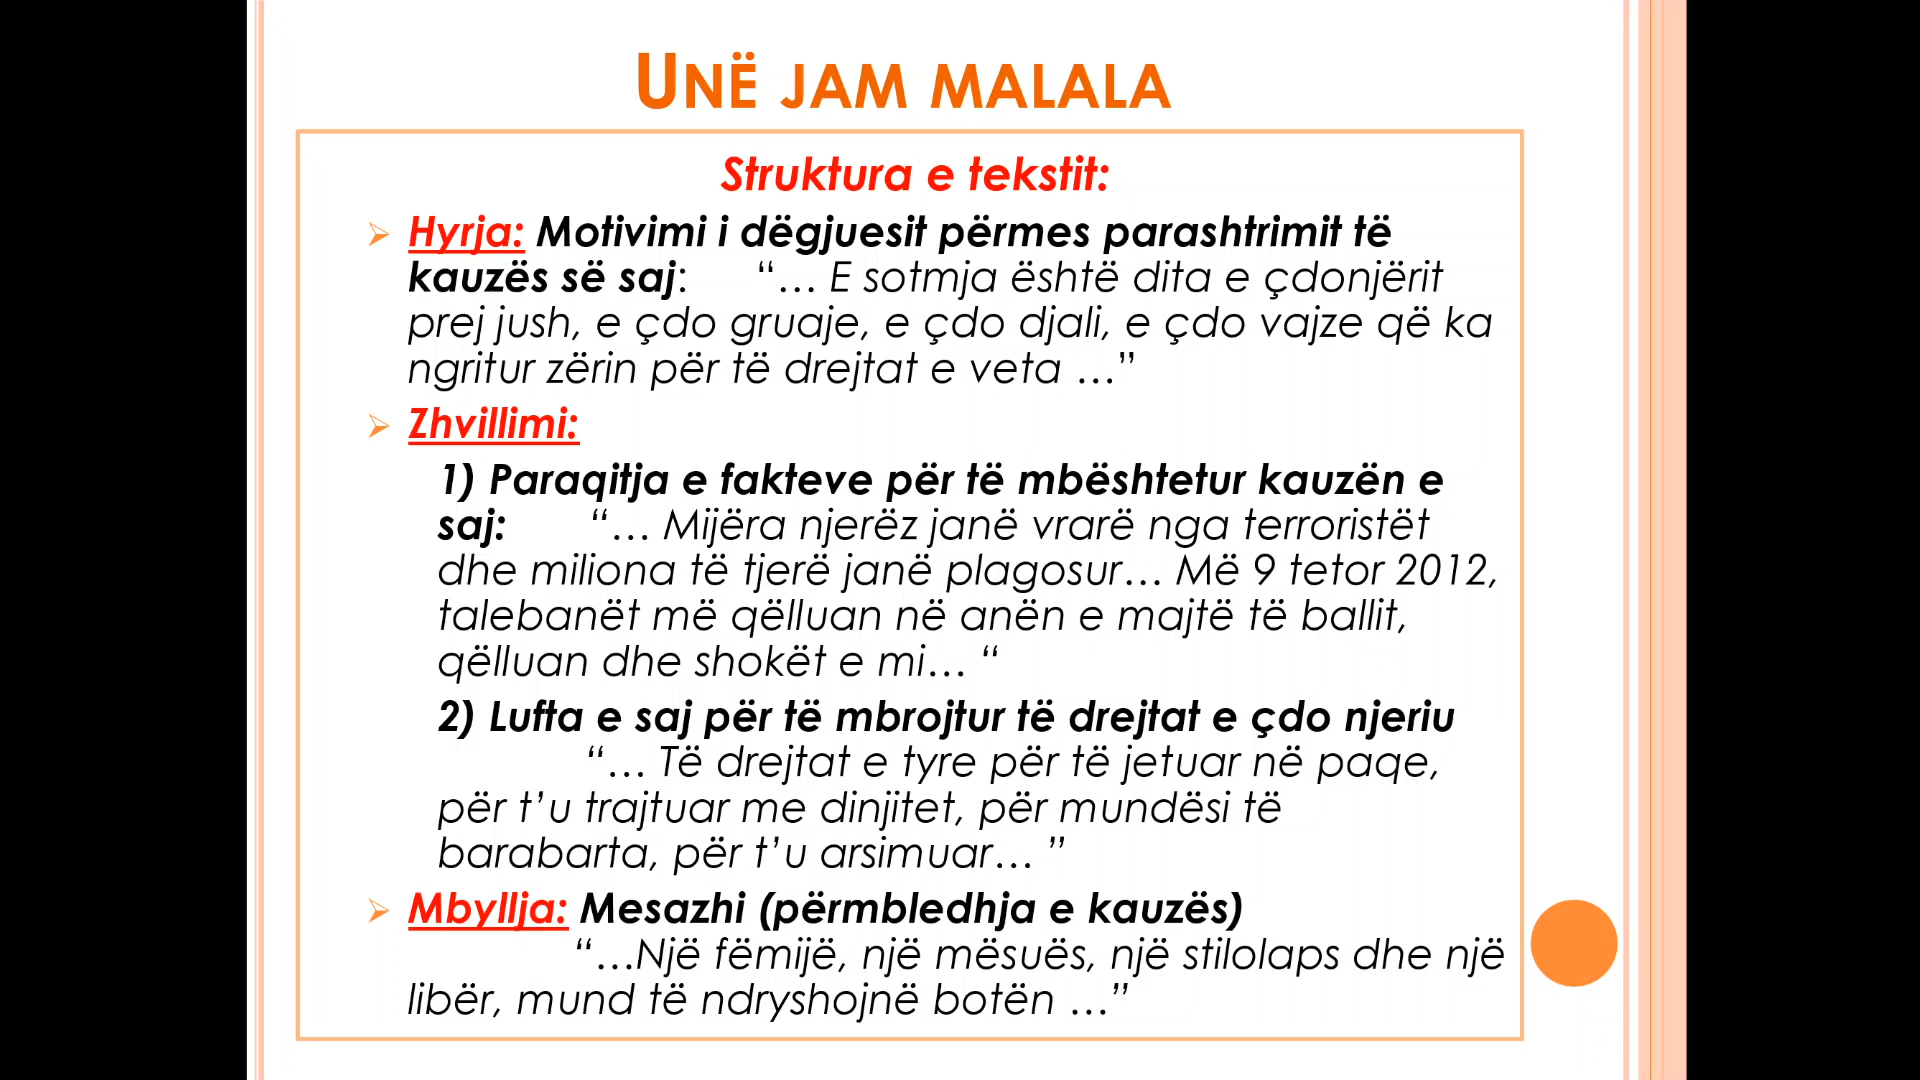 UNË JAM MALALA
Struktura e tekstit:
Hyrja: Motivimi i dëgjuesit përmes parashtrimit të
kauzës së saj: “… E sotmja është dita e çdonjërit
prej jush, e çdo gruaje, e çdo djali, e çdo vajze që ka
ngritur zërin për të drejtat e veta …”
Zhvillimi:
1) Paraqitja e fakteve për të mbështetur kauzën e
saj: “… Mijëra njerëz janë vrarë nga terroristët
dhe miliona të tjerë janë plagosur… Më 9 tetor 2012,
talebanët më qëlluan në anën e majtë të ballit,
qëlluan dhe shokët e mi… “
2) Lufta e saj për të mbrojtur të drejtat e çdo njeriu
“… Të drejtat e tyre për të jetuar në paqe,
për t’u trajtuar me dinjitet, për mundësi të
barabarta, për t’u arsimuar… ”
Mbyllja: Mesazhi (përmbledhja e kauzës)
“…Një fëmijë, një mësuës, një stilolaps dhe një
libër, mund të ndryshojnë botën …”